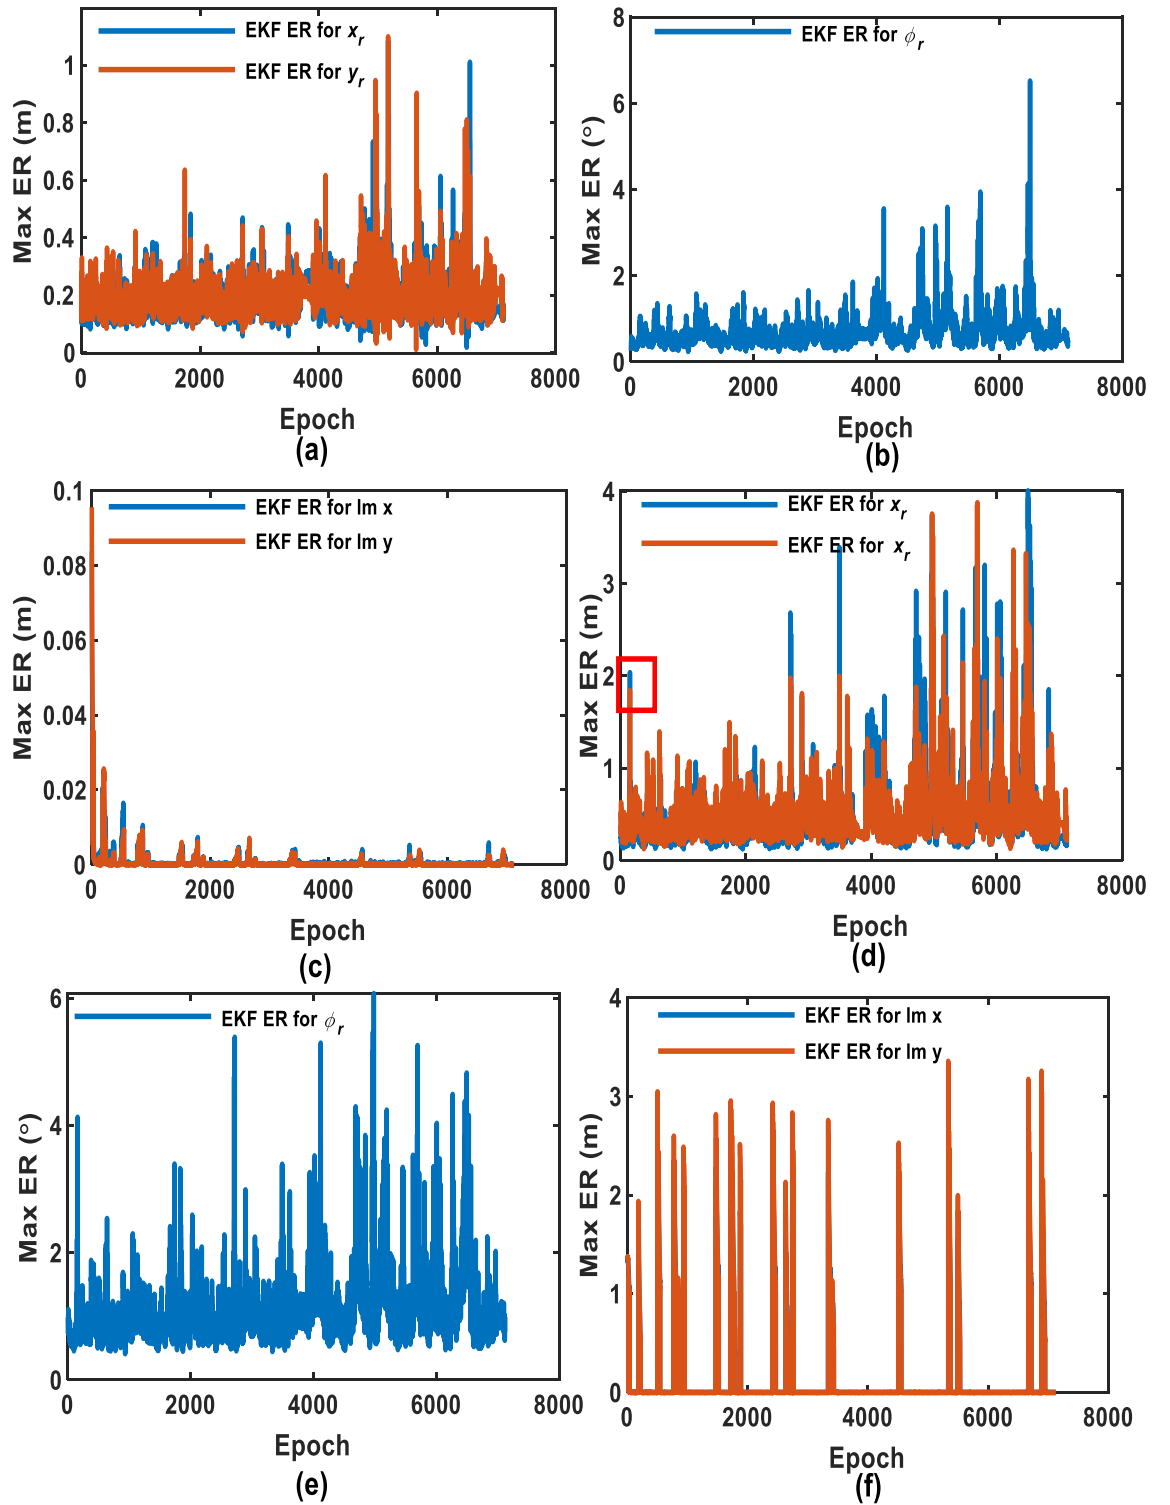 EKF ER for x_r
EKF ER for y_r
Max ER (m)
1
0.8
0.6
0.4
0.2
0
0 2000 4000 6000 8000
Epoch
(a)
EKF ER for ϕ_r
Max ER (°)
8
6
4
2
0
0 2000 4000 6000 8000
Epoch
(b)
EKF ER for lm x
EKF ER for lm y
Max ER (m)
0.1
0.08
0.06
0.04
0.02
0
0 2000 4000 6000 8000
Epoch
(c)
EKF ER for x_r
EKF ER for x_r
Max ER (m)
4
3
2
1
0
0 2000 4000 6000 8000
Epoch
(d)
EKF ER for ϕ_r
Max ER (°)
6
4
2
0
0 2000 4000 6000 8000
Epoch
(e)
EKF ER for lm x
EKF ER for lm y
Max ER (m)
4
3
2
1
0
0 2000 4000 6000 8000
Epoch
(f)